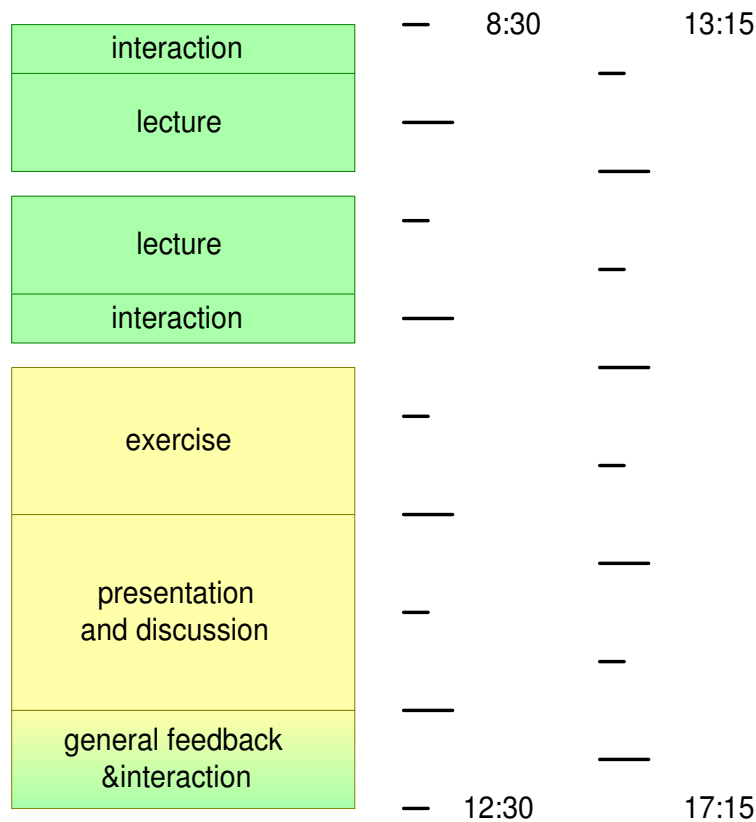 interaction
8:30
13:15
lecture
lecture
interaction
exercise
presentation
and discussion
general feedback
&interaction
12:30
17:15